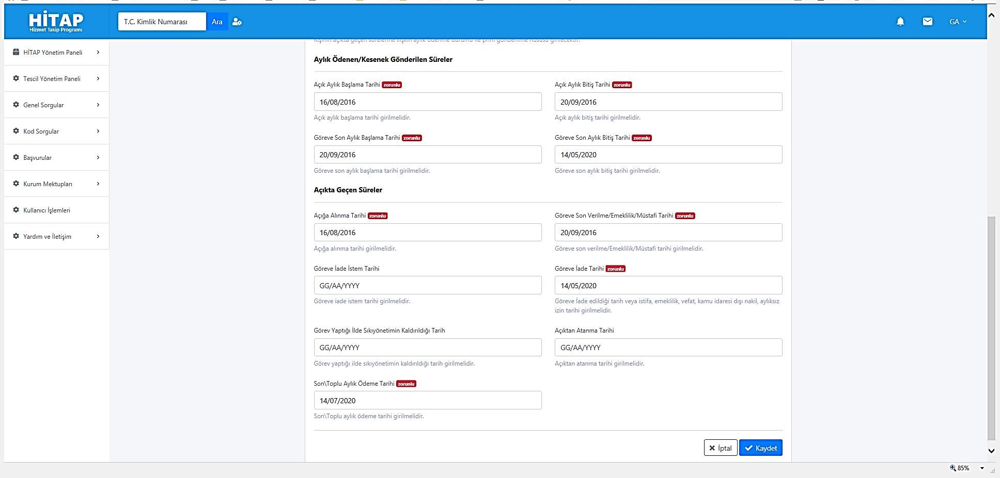 HİTAP
Hizmet Takip Programı
T.C. Kimlik Numarası
Ara
GA
HİTAP Yönetim Paneli
Tescil Yönetim Paneli
Genel Sorgular
Kod Sorgular
Başvurular
Kurum Mektupları
Kullanıcı İşlemleri
Yardım ve İletişim
Kişinin açıkta geçen sürelerine ilişkin aylık ödenme durumu ile prim gönderilme hususu girilecektir.
Aylık Ödenen/Kesenek Gönderilen Süreler
Açık Aylık Başlama Tarihi zorunlu
16/08/2016
Açık aylık başlama tarihi girilmelidir.
Açık Aylık Bitiş Tarihi zorunlu
20/09/2016
Açık aylık bitiş tarihi girilmelidir.
Göreve Son Aylık Başlama Tarihi zorunlu
20/09/2016
Göreve son aylık başlama tarihi girilmelidir.
Göreve Son Aylık Bitiş Tarihi zorunlu
14/05/2020
Göreve son aylık bitiş tarihi girilmelidir.
Açıkta Geçen Süreler
Açığa Alınma Tarihi zorunlu
16/08/2016
Açığa alınma tarihi girilmelidir.
Göreve Son Verilme/Emeklilik/Müstafi Tarihi zorunlu
20/09/2016
Göreve son verilme/Emeklilik/Müstafi tarihi girilmelidir.
Göreve İade İstem Tarihi
GG/AA/YYYY
Göreve iade istem tarihi girilmelidir.
Göreve İade Tarihi zorunlu
14/05/2020
Göreve İade edildiği tarih veya istifa, emeklilik, vefat, kamu idaresi dışı nakil, aylıksız
izin tarihi girilmelidir.
Görev Yaptığı İlde Sıkıyönetimin Kaldırıldığı Tarih
GG/AA/YYYY
Görev yaptığı ilde sıkıyönetimin kaldırıldığı tarih girilmelidir.
Açıktan Atanma Tarihi
GG/AA/YYYY
Açıktan atanma tarihi girilmelidir.
Son\Toplu Aylık Ödeme Tarihi zorunlu
14/07/2020
Son\Toplu aylık ödeme tarihi girilmelidir.
İptal
Kaydet
85%